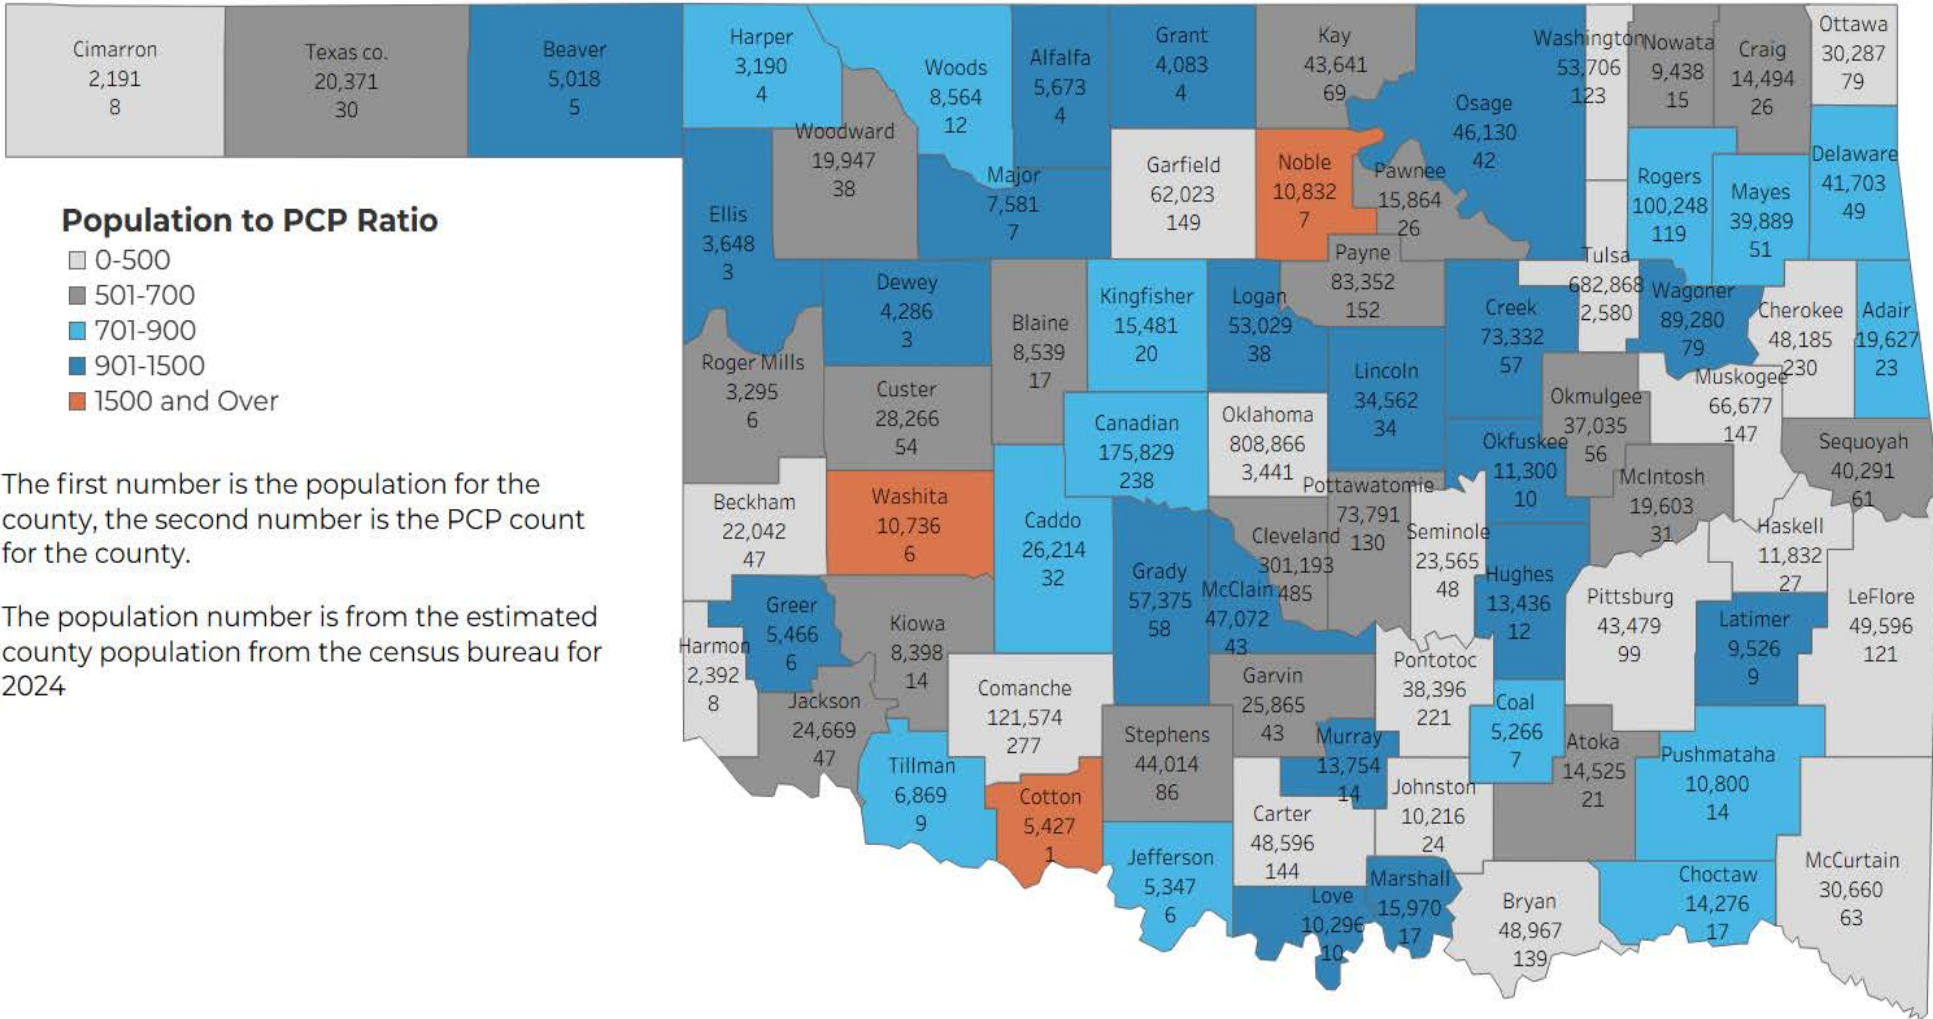 Cimarron
2,191
8
Texas co.
20,371
30
Beaver
5,018
5
Harper
3,190
4
Woods
8,564
12
Alfalfa
5,673
4
Grant
4,083
4
Kay
43,641
69
Osage
46,130
42
Washington
53,706
123
Nowata
9,438
15
Craig
14,494
26
Ottawa
30,287
79
Woodward
19,947
38
Major
7,581
7
Garfield
62,023
149
Noble
10,832
7
Pawnee
15,864
26
Rogers
100,248
119
Mayes
39,889
51
Delaware
41,703
49
Ellis
3,648
3
Dewey
4,286
3
Blaine
8,539
17
Kingfisher
15,481
20
Logan
53,029
38
Payne
83,352
152
Creek
73,332
57
Tulsa
682,868
2,580
Wagoner
89,280
79
Cherokee
48,185
230
Adair
19,627
23
Population to PCP Ratio
0-500
501-700
701-900
901-1500
1500 and Over
Roger Mills
3,295
6
Custer
28,266
54
Canadian
175,829
238
Oklahoma
808,866
3,441
Lincoln
34,562
34
Okfuskee
11,300
10
Okmulgee
37,035
56
Muskogee
66,677
147
McIntosh
19,603
31
Sequoyah
40,291
61
The first number is the population for the
county, the second number is the PCP count
for the county.
The population number is from the estimated
county population from the census bureau for
2024
Beckham
22,042
47
Washita
10,736
6
Caddo
26,214
32
Grady
57,375
58
McClain
47,072
43
Cleveland
301,193
485
Pottawatomie
73,791
130
Seminole
23,565
48
Hughes
13,436
12
Pittsburg
43,479
99
Haskell
11,832
27
Latimer
9,526
9
LeFlore
49,596
121
Harmon
2,392
8
Greer
5,466
6
Kiowa
8,398
14
Jackson
24,669
47
Comanche
121,574
277
Stephens
44,014
86
Garvin
25,865
43
Murray
13,754
14
Pontotoc
38,396
221
Coal
5,266
7
Atoka
14,525
21
Pushmataha
10,800
14
Tillman
6,869
9
Cotton
5,427
1
Jefferson
5,347
6
Carter
48,596
144
Johnston
10,216
24
Love
10,296
10
Marshall
15,970
17
Bryan
48,967
139
Choctaw
14,276
17
McCurtain
30,660
63